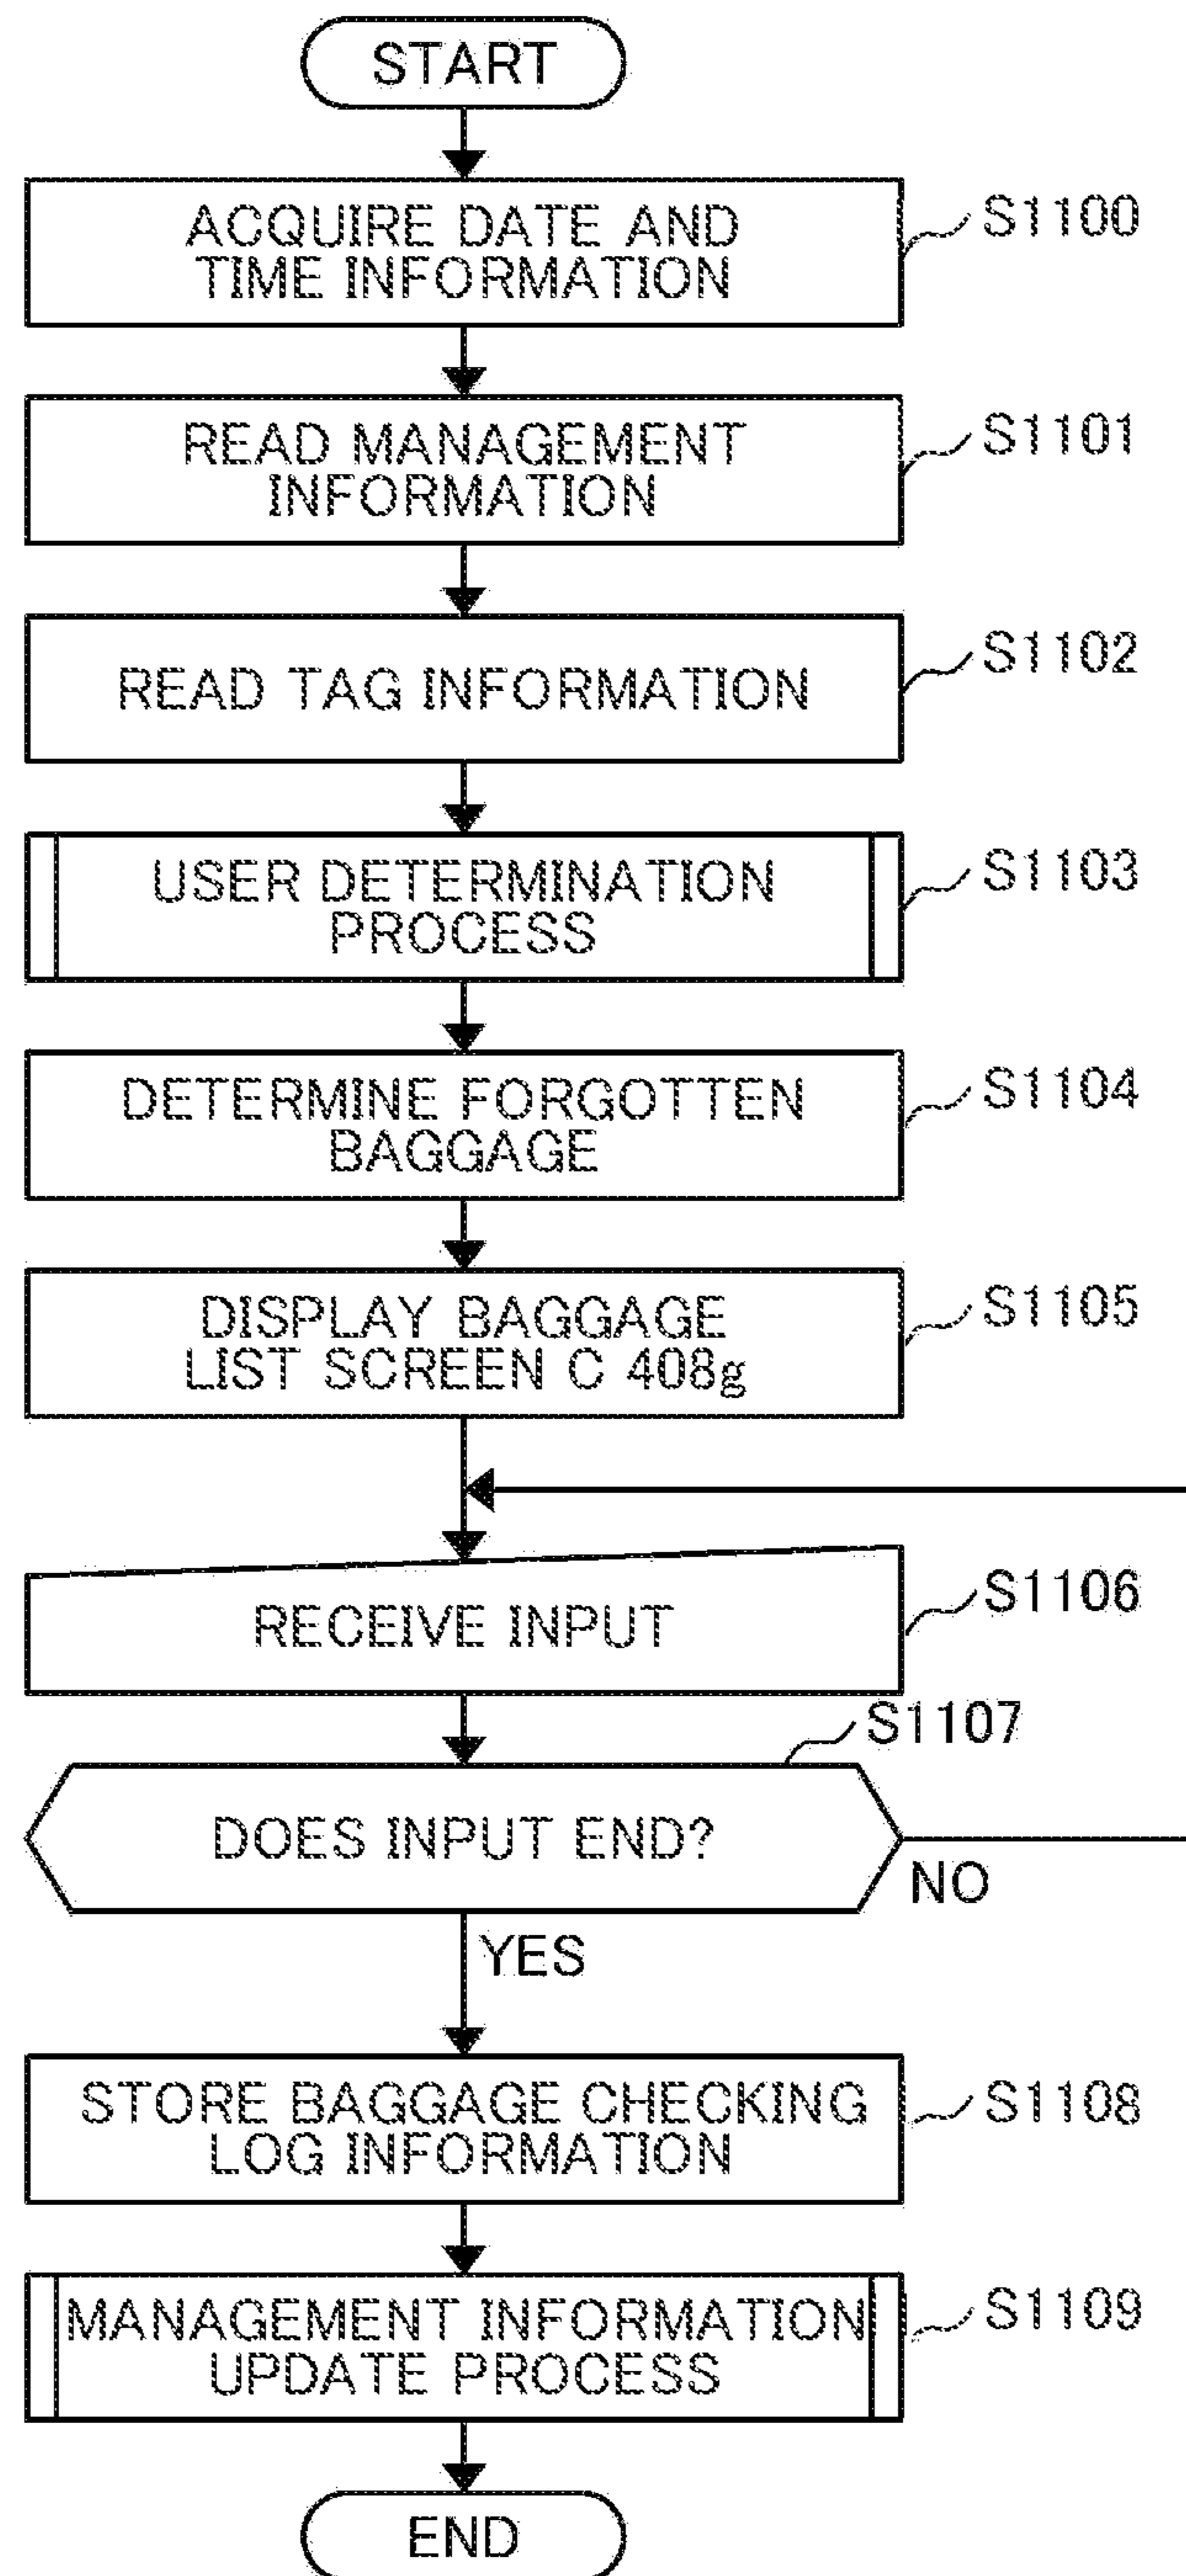 START
ACQUIRE DATE AND
TIME INFORMATION
S1100
READ MANAGEMENT
INFORMATION
S1101
READ TAG INFORMATION
S1102
USER DETERMINATION
PROCESS
S1103
DETERMINE FORGOTTEN
BAGGAGE
S1104
DISPLAY BAGGAGE
LIST SCREEN C 408g
S1105
RECEIVE INPUT
S1106
S1107
DOES INPUT END?
NO
YES
STORE BAGGAGE CHECKING
LOG INFORMATION
S1108
MANAGEMENT INFORMATION
UPDATE PROCESS
S1109
END